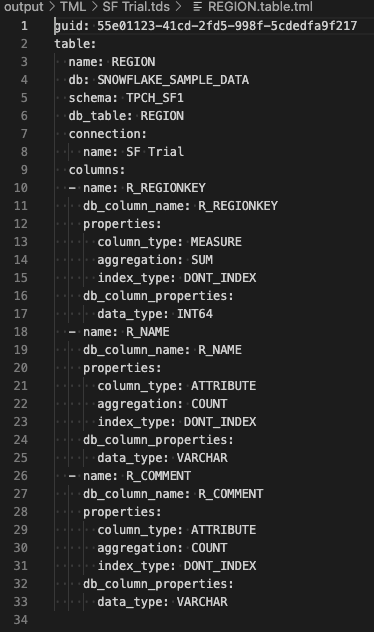 output › TML › SF Trial.tds › REGION.table.tml
1 guid: 55e01123-41cd-2fd5-998f-5cdedfa9f217
2 table:
3   name: REGION
4   db: SNOWFLAKE_SAMPLE_DATA
5   schema: TPCH_SF1
6   db_table: REGION
7   connection:
8     name: SF Trial
9   columns:
10   - name: R_REGIONKEY
11     db_column_name: R_REGIONKEY
12     properties:
13       column_type: MEASURE
14       aggregation: SUM
15       index_type: DONT_INDEX
16     db_column_properties:
17       data_type: INT64
18   - name: R_NAME
19     db_column_name: R_NAME
20     properties:
21       column_type: ATTRIBUTE
22       aggregation: COUNT
23       index_type: DONT_INDEX
24     db_column_properties:
25       data_type: VARCHAR
26   - name: R_COMMENT
27     db_column_name: R_COMMENT
28     properties:
29       column_type: ATTRIBUTE
30       aggregation: COUNT
31       index_type: DONT_INDEX
32     db_column_properties:
33       data_type: VARCHAR
34